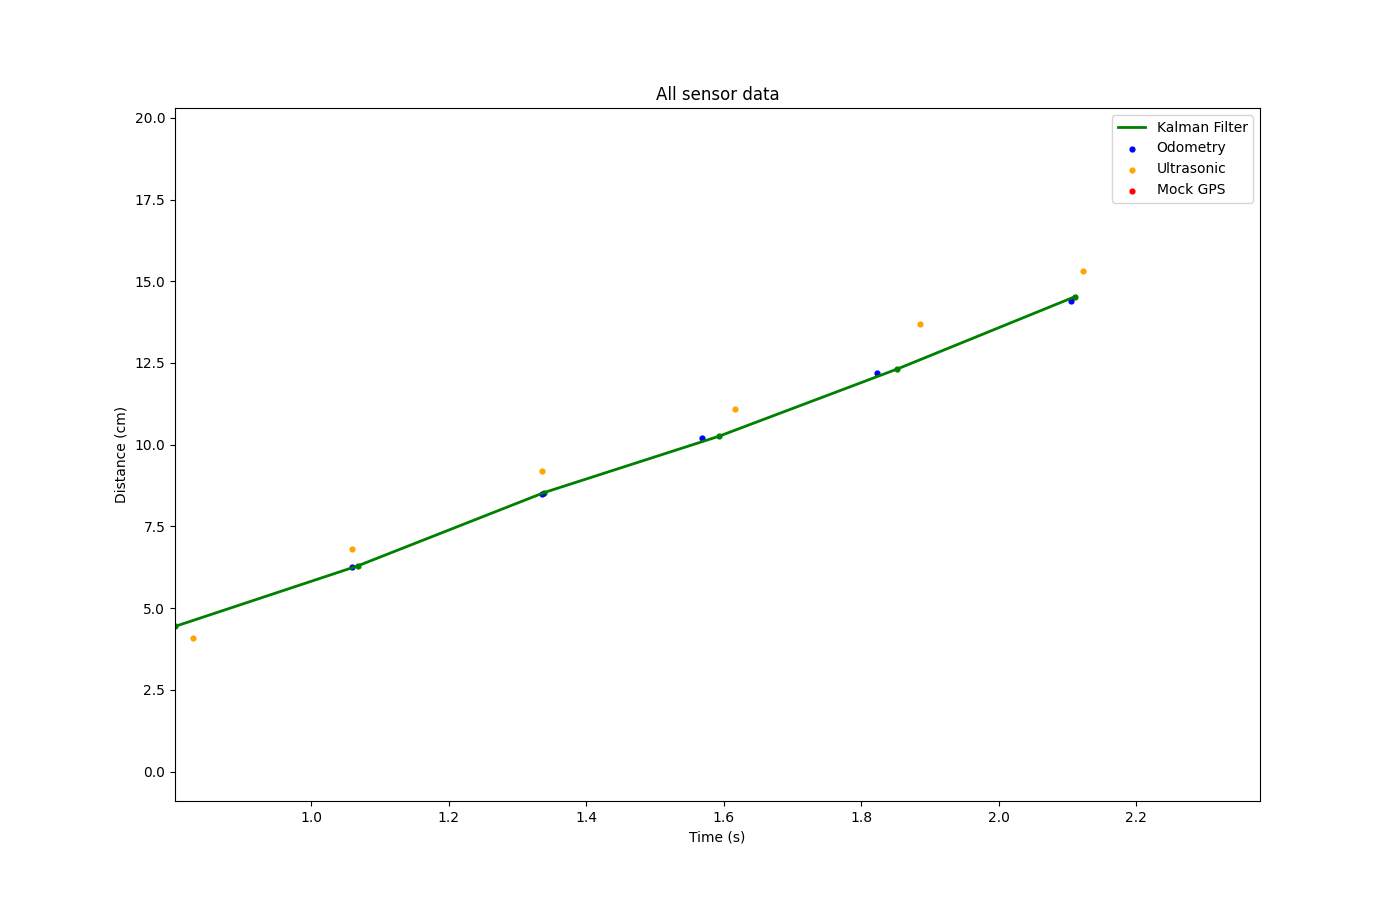 All sensor data
20.0
17.5
15.0
12.5
10.0
7.5
5.0
2.5
0.0
Distance (cm)
Kalman Filter
Odometry
Ultrasonic
Mock GPS
1.0 1.2 1.4 1.6 1.8 2.0 2.2
Time (s)